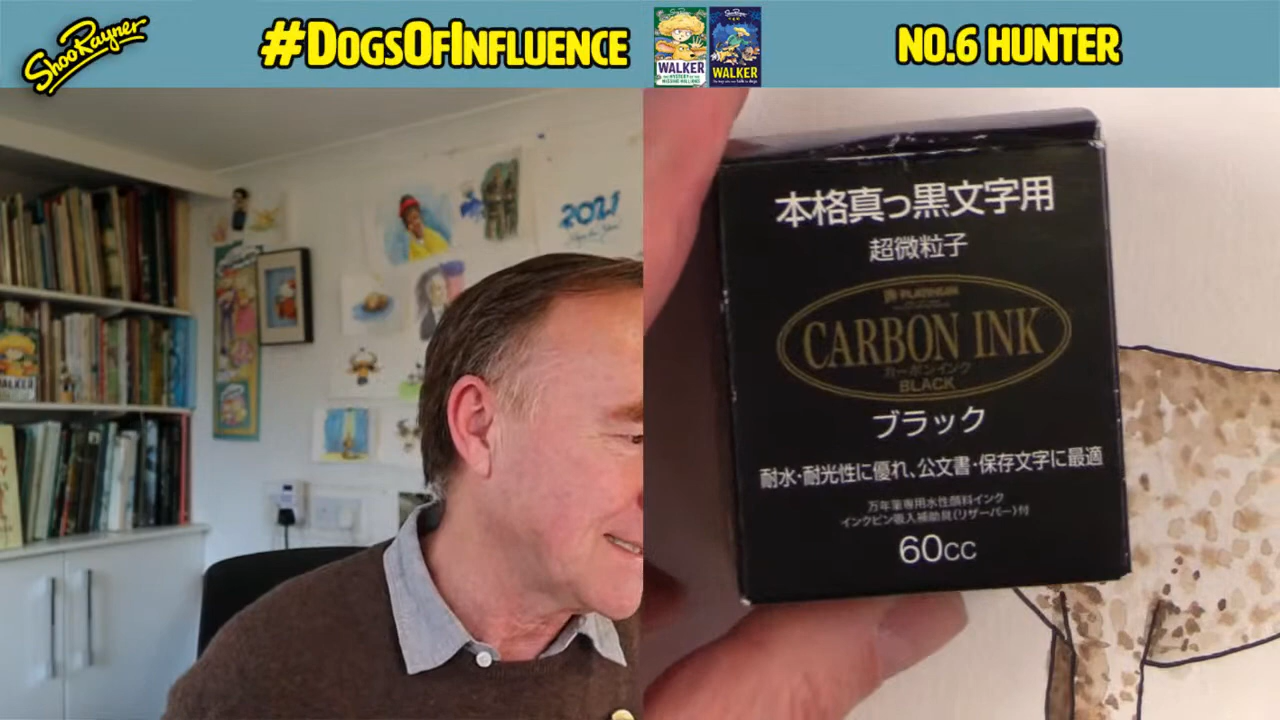 ShooRayner
#DOGSOFINFLUENCE
WALKER
WALKER
NO.6 HUNTER
2021
WALKER
本格真っ黒文字用
超微粒子
PLATINUM
CARBON INK
カーボンインク
BLACK
ブラック
耐水・耐光性に優れ、公文書・保存文字に最適
万年筆専用水性顔料インク
インクビン吸入補助具(リザーバー)付
60cc